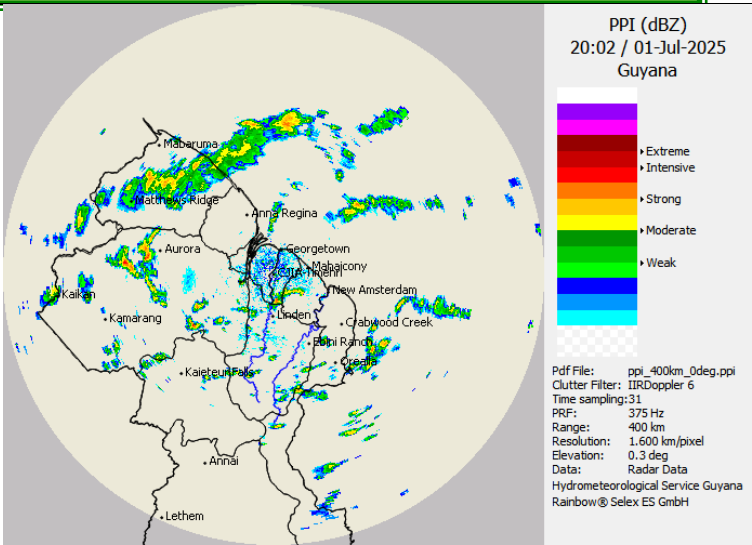 PPI (dBZ)
20:02 / 01-Jul-2025
Guyana
Extreme
Intensive
Strong
Moderate
Weak
Pdf File: ppi_400km_0deg.ppi
Clutter Filter: IIRDoppler 6
Time sampling:31
PRF: 375 Hz
Range: 400 km
Resolution: 1.600 km/pixel
Elevation: 0.3 deg
Data: Radar Data
Hydrometeorological Service Guyana
Rainbow® Selex ES GmbH
Mabaruma
Matthews Ridge
Anna Regina
Aurora
Georgetown
Mahaicony
Kaikan
New Amsterdam
Kamarang
Linden
Crabwood Creek
Ebini Ranch
Orealla
Kaieteur Falls
Annai
Lethem